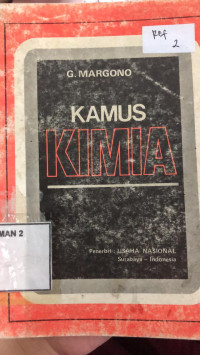 Ref
2
G. MARGONO
KAMUS
KIMIA
MAN 2
Penerbit : USAHA NASIONAL
Surabaya – Indonesia